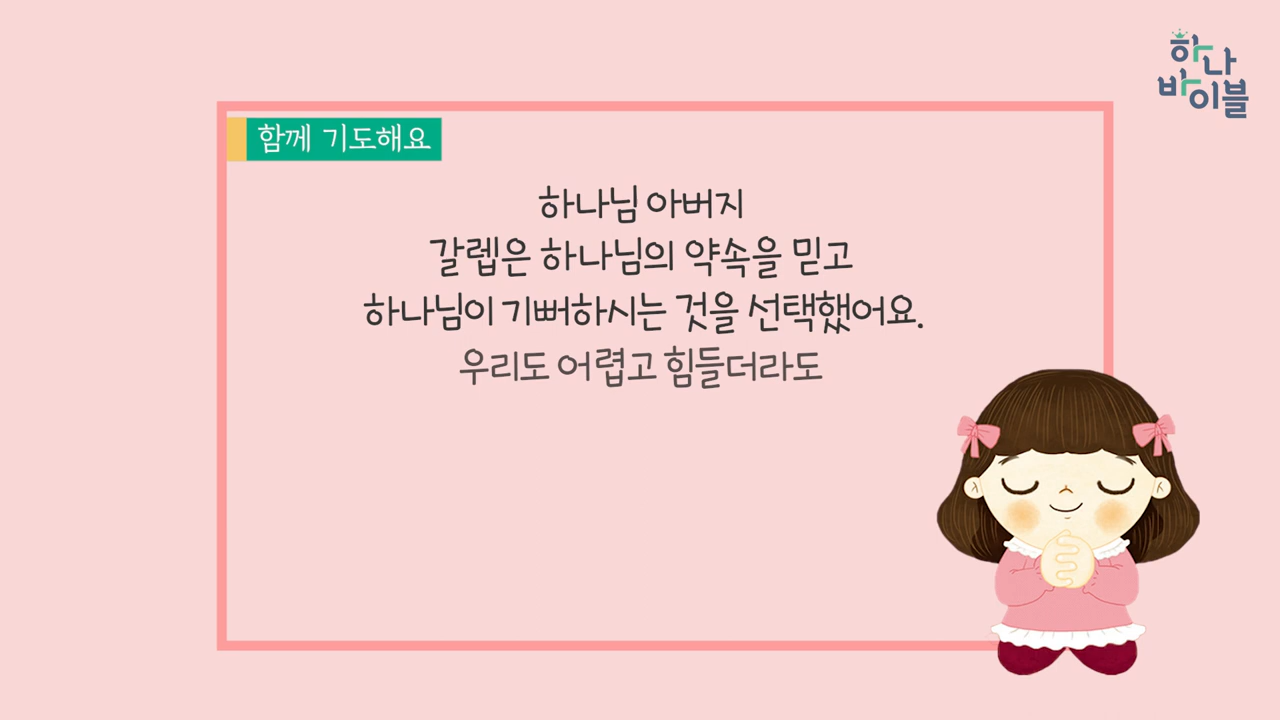 하나
바이블
함께 기도해요
하나님 아버지
갈렙은 하나님의 약속을 믿고
하나님이 기뻐하시는 것을 선택했어요.
우리도 어렵고 힘들더라도